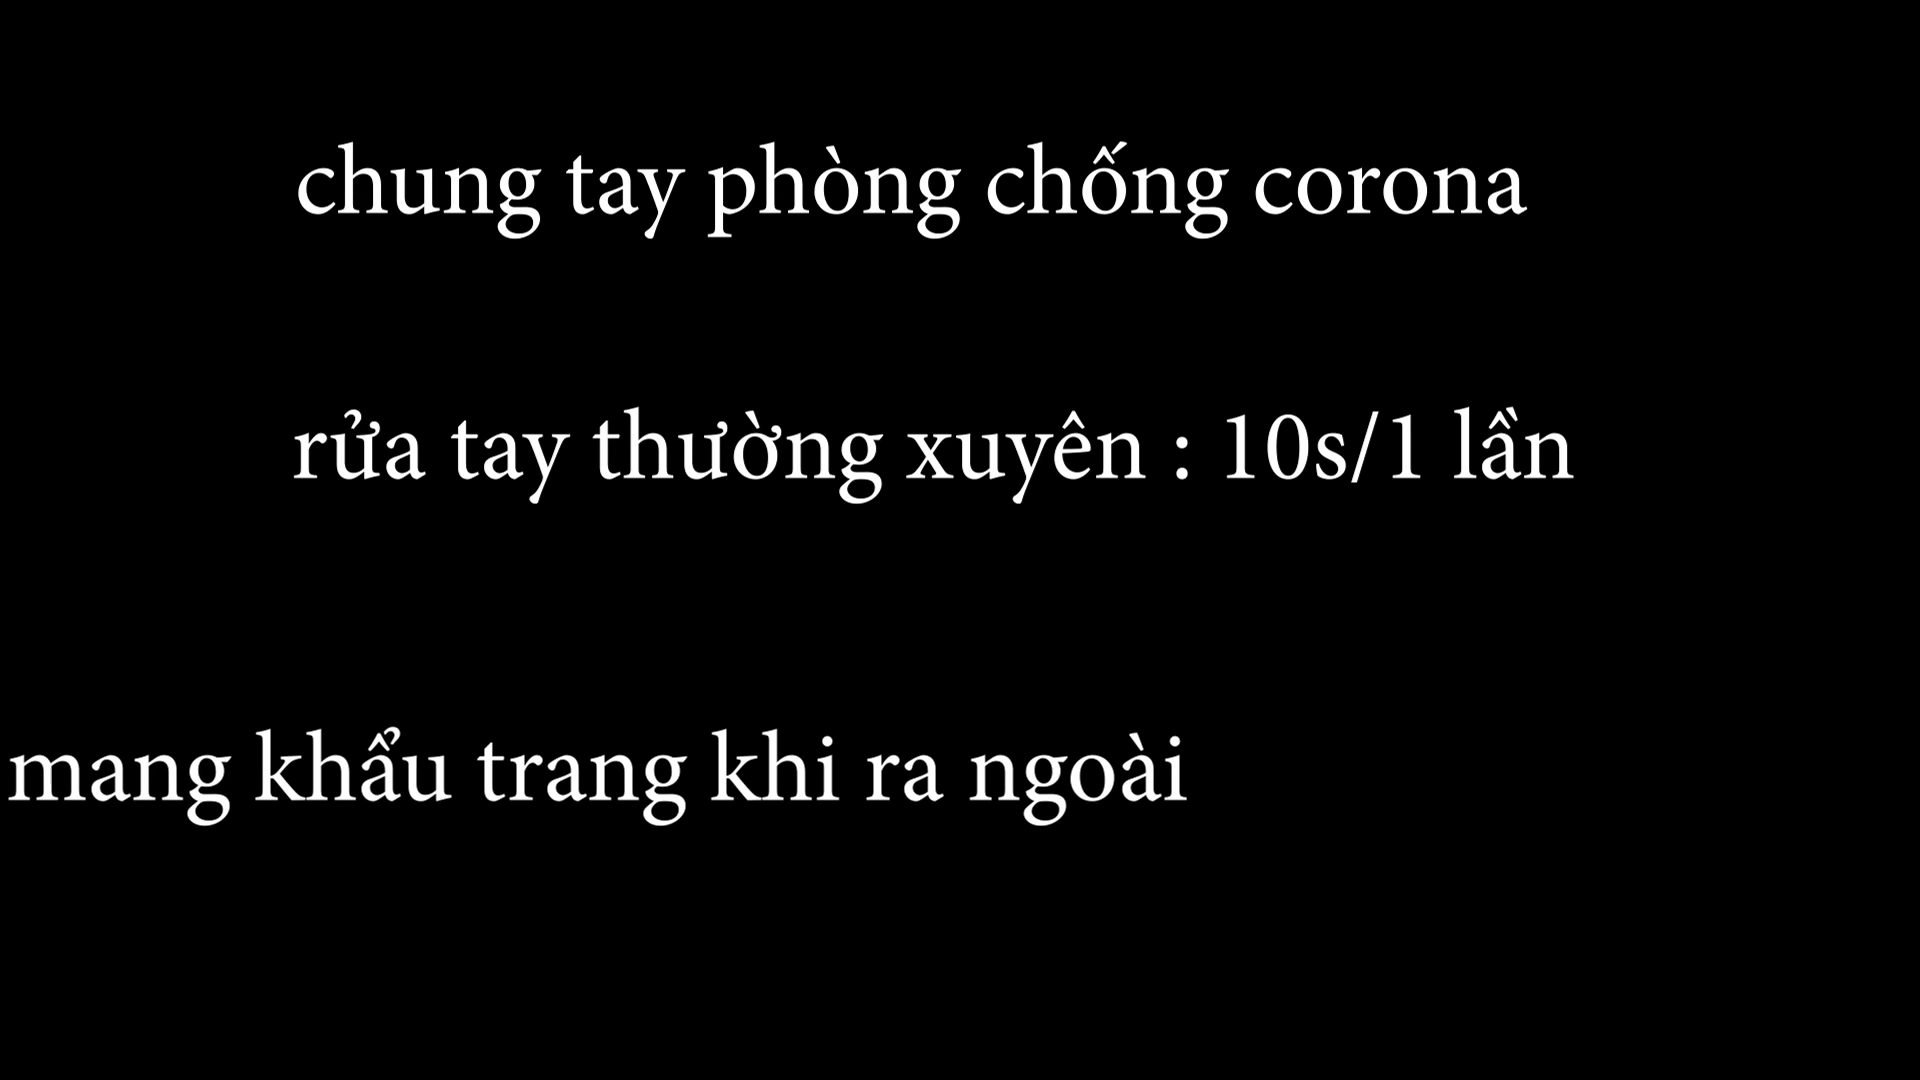 chung tay phòng chống corona
rửa tay thường xuyên : 10s/1 lần
mang khẩu trang khi ra ngoài